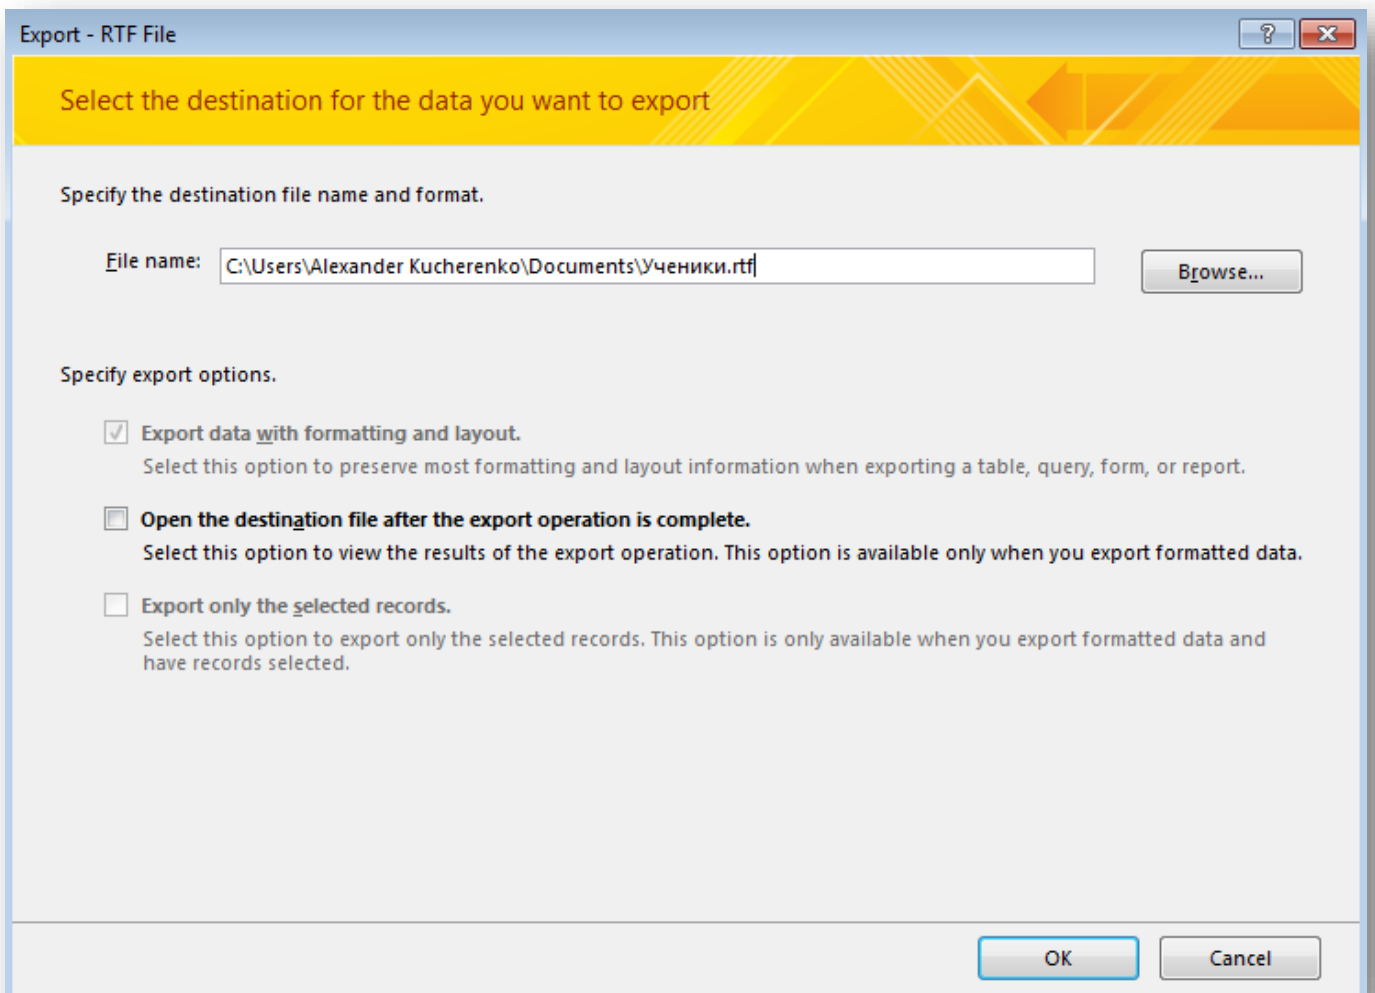 Export - RTF File
Select the destination for the data you want to export
Specify the destination file name and format.
File name: C:\Users\Alexander Kucherenko\Documents\Ученики.rtf Browse...
Specify export options.
Export data with formatting and layout.
Select this option to preserve most formatting and layout information when exporting a table, query, form, or report.
Open the destination file after the export operation is complete.
Select this option to view the results of the export operation. This option is available only when you export formatted data.
Export only the selected records.
Select this option to export only the selected records. This option is only available when you export formatted data and
have records selected.
OK Cancel